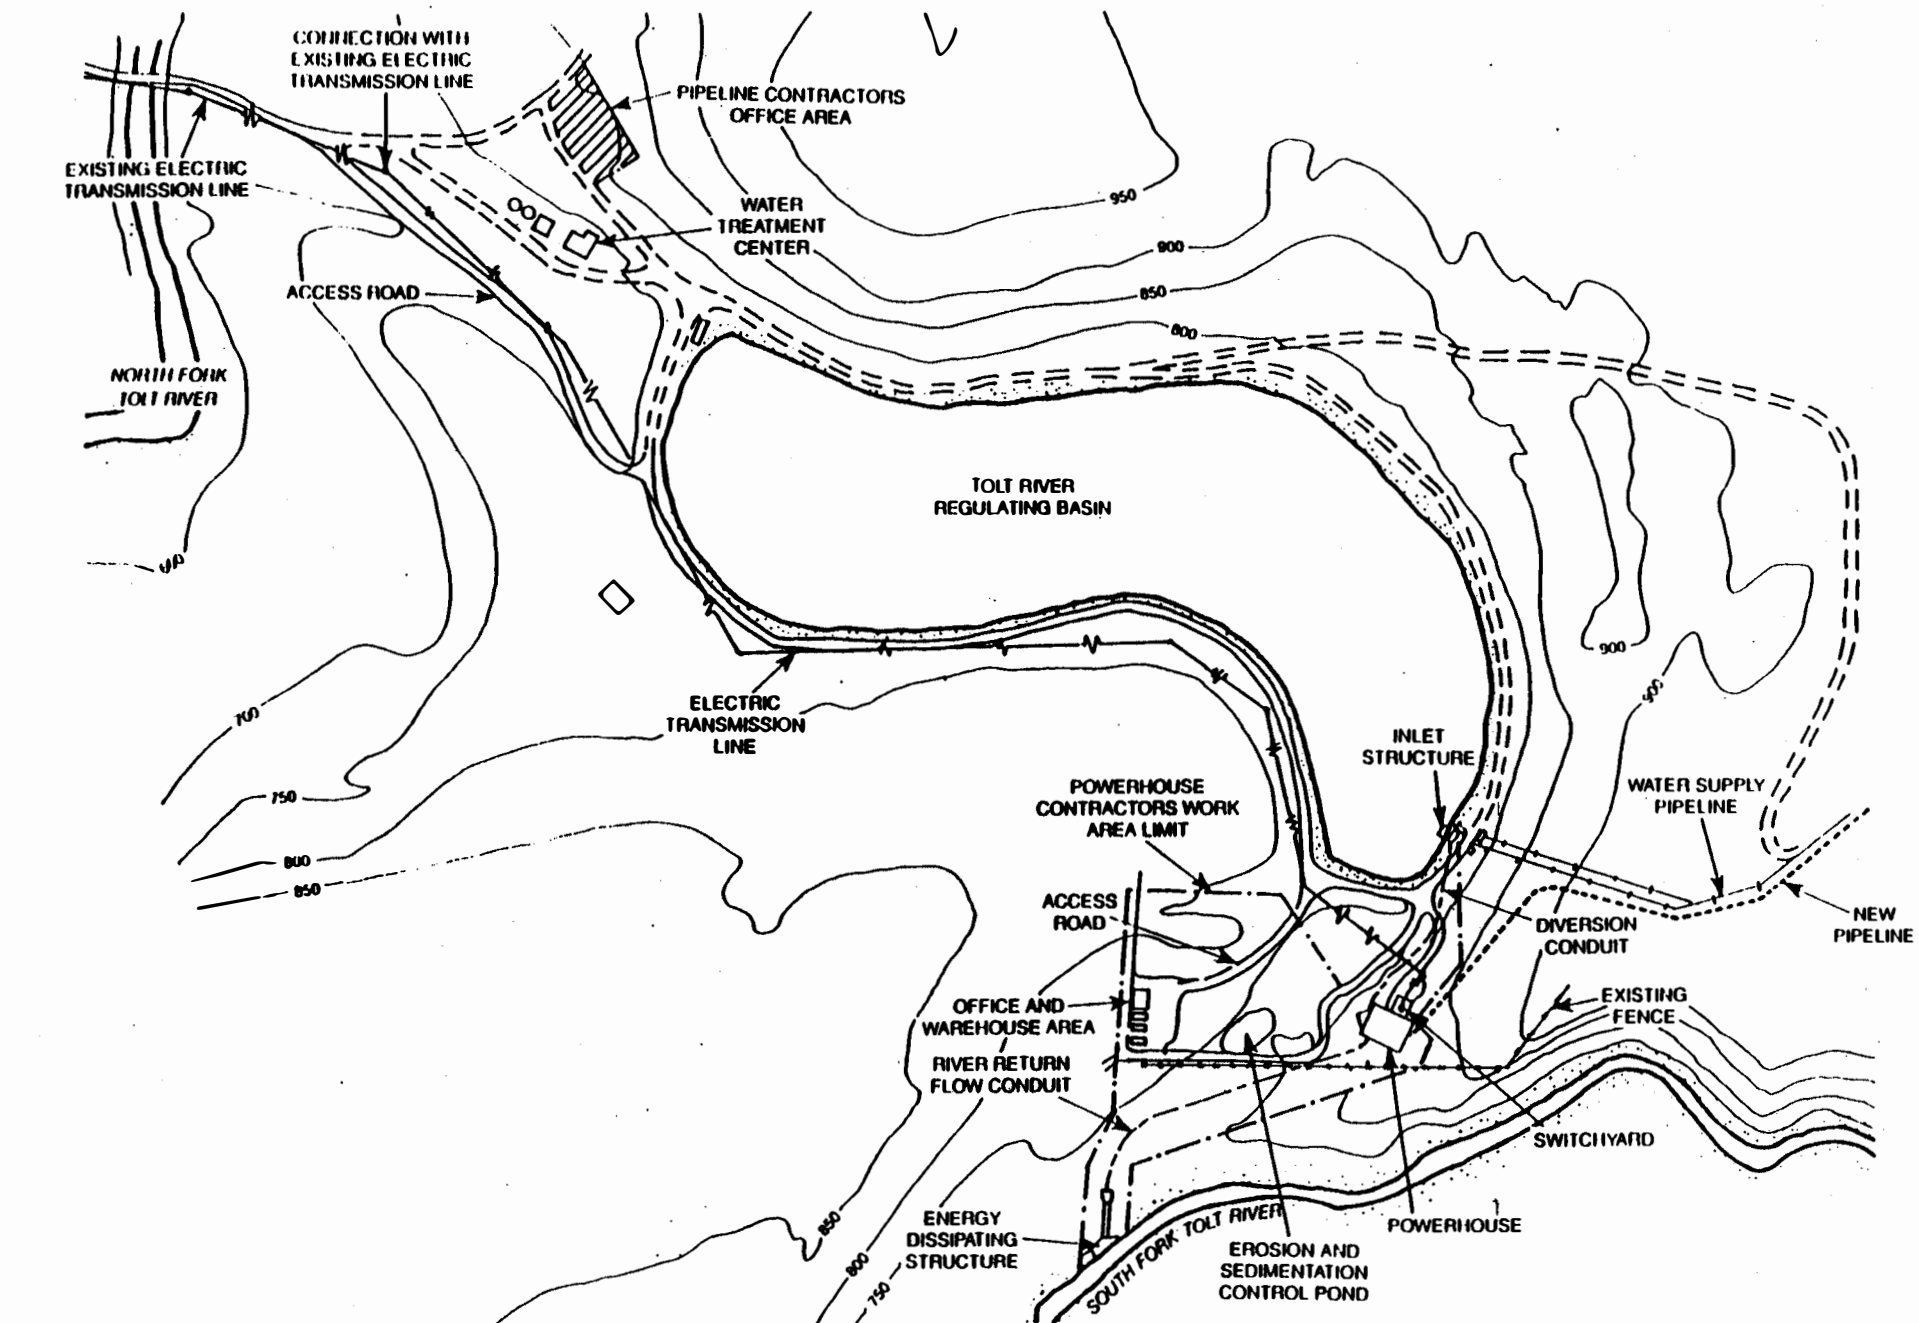 CONNECTION WITH
EXISTING ELECTRIC
TRANSMISSION LINE
PIPELINE CONTRACTORS
OFFICE AREA
EXISTING ELECTRIC
TRANSMISSION LINE
WATER
TREATMENT
CENTER
950
900
850
800
ACCESS ROAD
NORTH FORK
TOLT RIVER
TOLT RIVER
REGULATING BASIN
900
900
700
750
800
850
ELECTRIC
TRANSMISSION
LINE
INLET
STRUCTURE
WATER SUPPLY
PIPELINE
POWERHOUSE
CONTRACTORS WORK
AREA LIMIT
ACCESS
ROAD
DIVERSION
CONDUIT
NEW
PIPELINE
OFFICE AND
WAREHOUSE AREA
EXISTING
FENCE
RIVER RETURN
FLOW CONDUIT
SWITCHYARD
ENERGY
DISSIPATING
STRUCTURE
850
800
750
SOUTH FORK TOLT RIVER
POWERHOUSE
EROSION AND
SEDIMENTATION
CONTROL POND